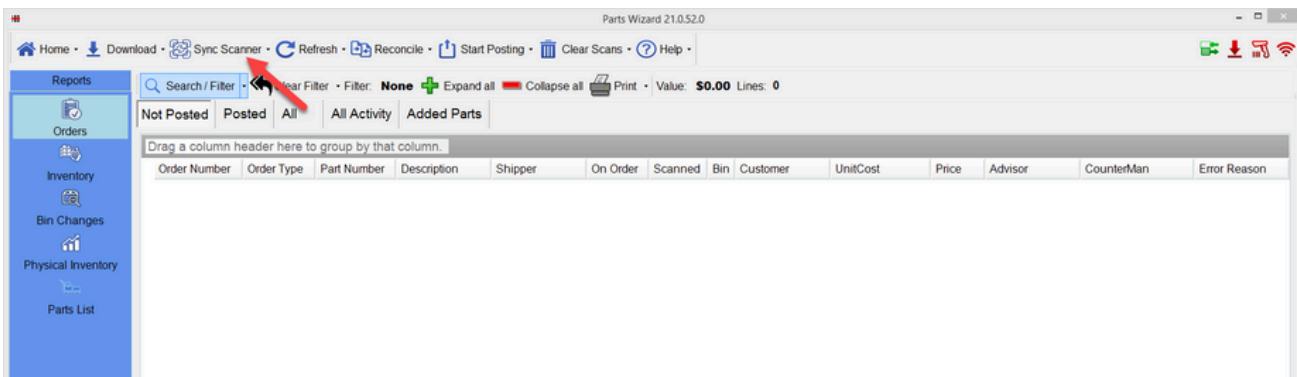 Parts Wizard 21.0.52.0
Home Download Sync Scanner Refresh Reconcile Start Posting Clear Scans Help
Reports
Search / Filter Clear Filter Filter: None Expand all Collapse all Print Value: $0.00 Lines: 0
Not Posted Posted All All Activity Added Parts
Orders
Drag a column header here to group by that column.
Order Number Order Type Part Number Description Shipper On Order Scanned Bin Customer UnitCost Price Advisor CounterMan Error Reason
Inventory
Bin Changes
Physical Inventory
Parts List